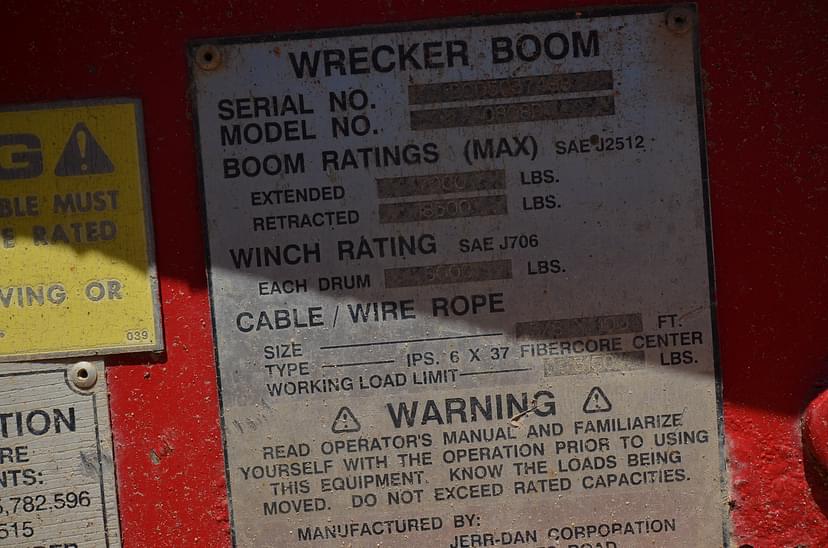 WRECKER BOOM
SERIAL NO.
MODEL NO.
BOOM RATINGS (MAX) SAE J2512
EXTENDED LBS.
RETRACTED 8500 LBS.
WINCH RATING SAE J706
EACH DRUM LBS.
CABLE / WIRE ROPE
SIZE FT.
TYPE IPS. 6 X 37 FIBERCORE CENTER
WORKING LOAD LIMIT LBS.
WARNING
READ OPERATOR'S MANUAL AND FAMILIARIZE
YOURSELF WITH THE OPERATION PRIOR TO USING
THIS EQUIPMENT. KNOW THE LOADS BEING
MOVED. DO NOT EXCEED RATED CAPACITIES.
MANUFACTURED BY:
JERR-DAN CORPORATION
ROAD
G
BLE MUST
E RATED
VING OR
039
TION
RE
NTS:
5,782,596
515